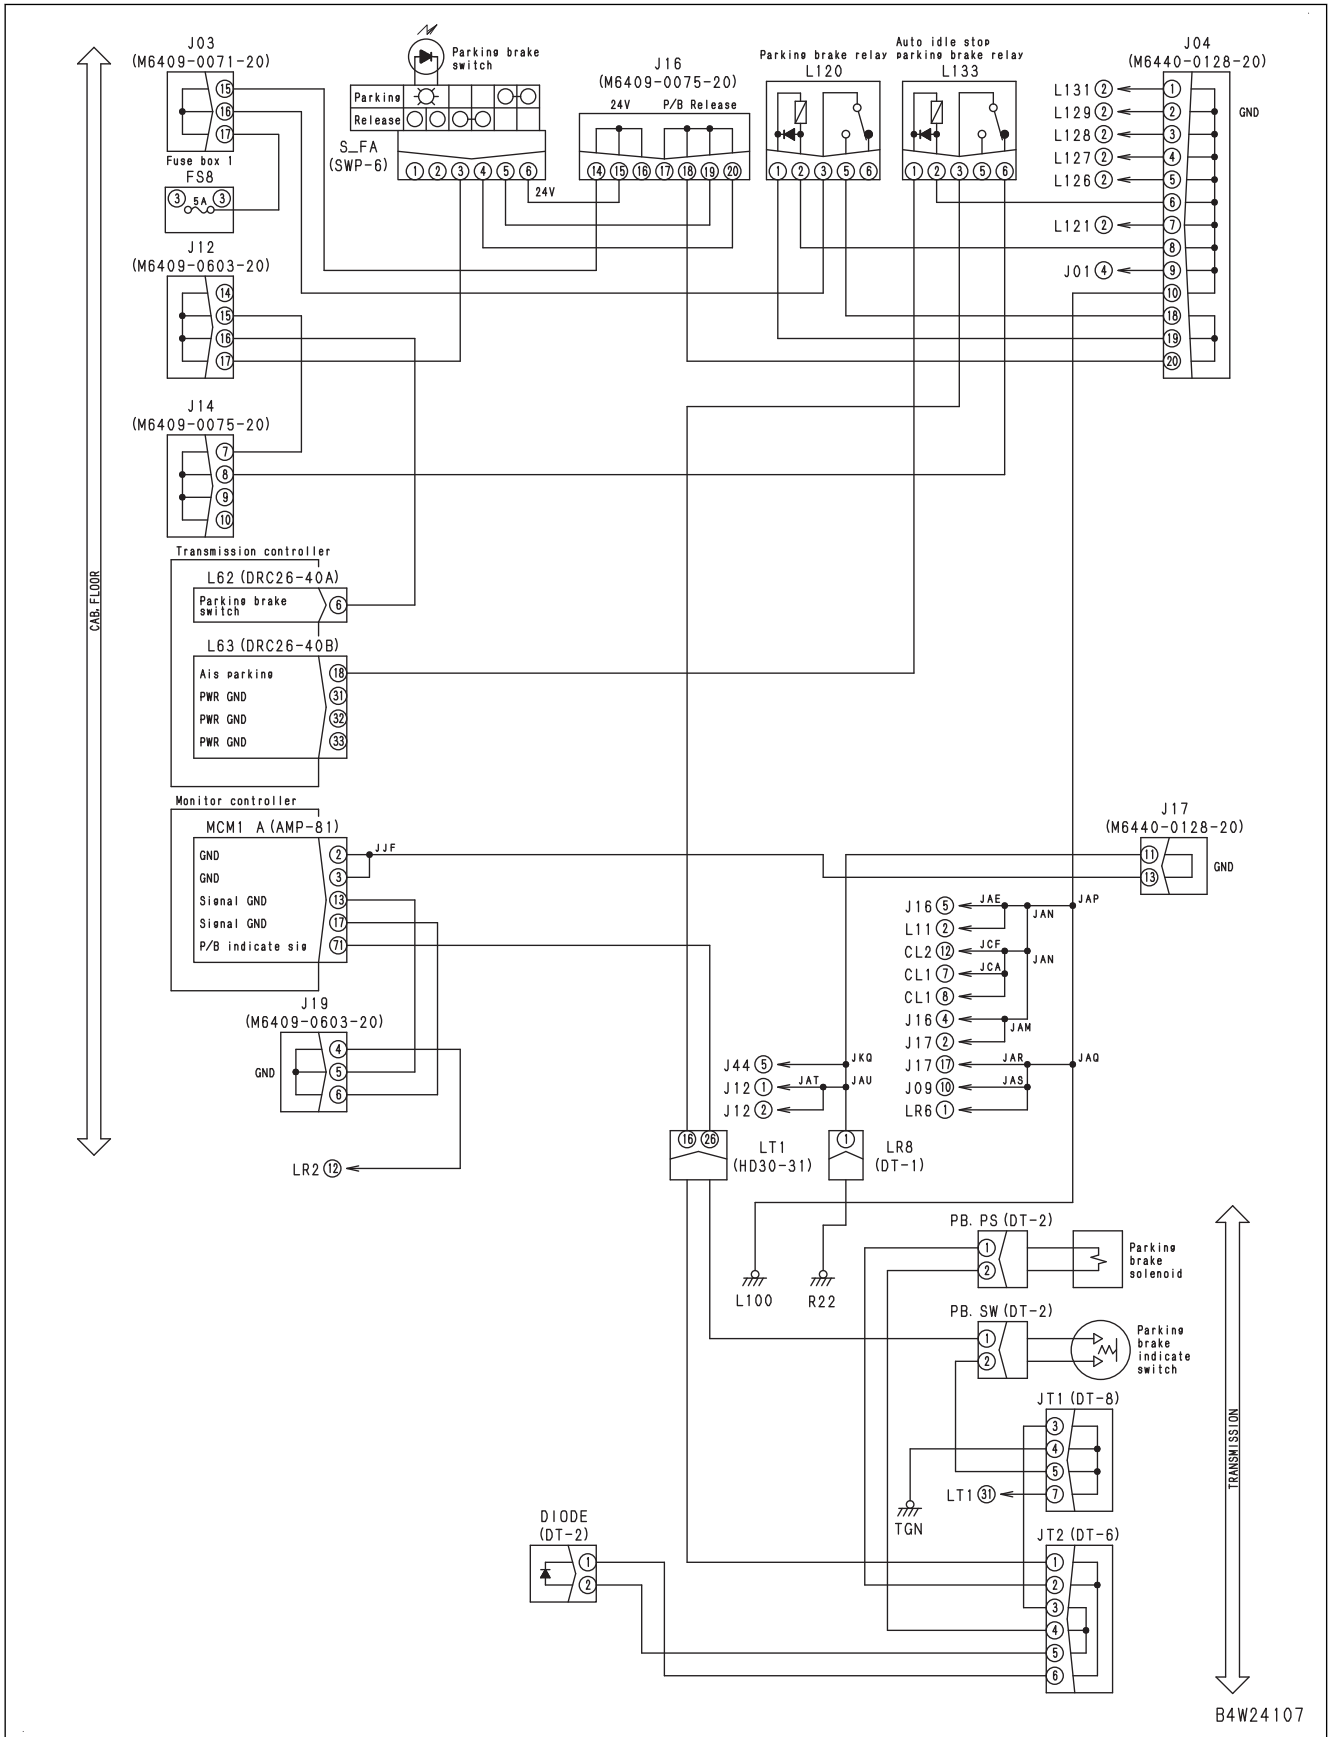 J03
(M6409-0071-20)
15
16
17
Fuse box 1
FS8
3 5A 3
J12
(M6409-0603-20)
14
15
16
17
J14
(M6409-0075-20)
7
8
9
10
Parking brake
switch
Parking
Release
S_FA
(SWP-6)
1 2 3 4 5 6
24V
J16
(M6409-0075-20)
24V P/B Release
14 15 16 17 18 19 20
Parking brake relay
L120
1 2 3 5 6
Auto idle stop
parking brake relay
L133
1 2 3 5 6
J04
(M6440-0128-20)
L131 2 1
L129 2 2
L128 2 3
L127 2 4
L126 2 5
6
L121 2 7
8
J01 4 9
10
18
19
20
GND
CAB, FLOOR
Transmission controller
L62 (DRC26-40A)
Parking brake
switch
6
L63 (DRC26-40B)
Ais parking 18
PWR GND 31
PWR GND 32
PWR GND 33
Monitor controller
MCM1 A (AMP-81)
GND 2
GND 3
Signal GND 13
Signal GND 17
P/B indicate sig 71
JJF
J19
(M6409-0603-20)
GND
4
5
6
LR2 12
J17
(M6440-0128-20)
11
13
GND
J16 5 JAE
JAN
JAP
L11 2
CL2 12 JCF
JAN
CL1 7 JCA
CL1 8
J16 4
JAM
J17 2
J17 17 JAR
JAQ
J09 10 JAS
LR6 1
J44 5
JKQ
J12 1 JAT
JAU
J12 2
16 26
LT1
(HD30-31)
1
LR8
(DT-1)
L100
R22
PB. PS (DT-2)
1
2
Parking
brake
solenoid
PB. SW (DT-2)
1
2
Parking
brake
indicate
switch
JT1 (DT-8)
3
4
5
LT1 31 7
TGN
TRANSMISSION
DIODE
(DT-2)
1
2
JT2 (DT-6)
1
2
3
4
5
6
B4W24107